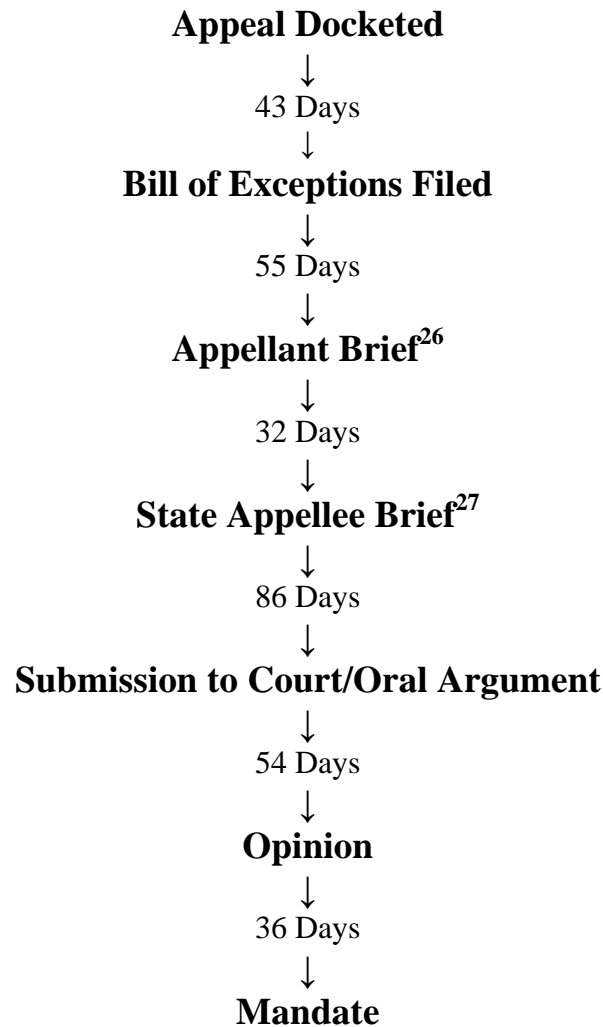 Appeal Docketed
↓
43 Days
↓
Bill of Exceptions Filed
↓
55 Days
↓
Appellant Brief26
↓
32 Days
↓
State Appellee Brief27
↓
86 Days
↓
Submission to Court/Oral Argument
↓
54 Days
↓
Opinion
↓
36 Days
↓
Mandate